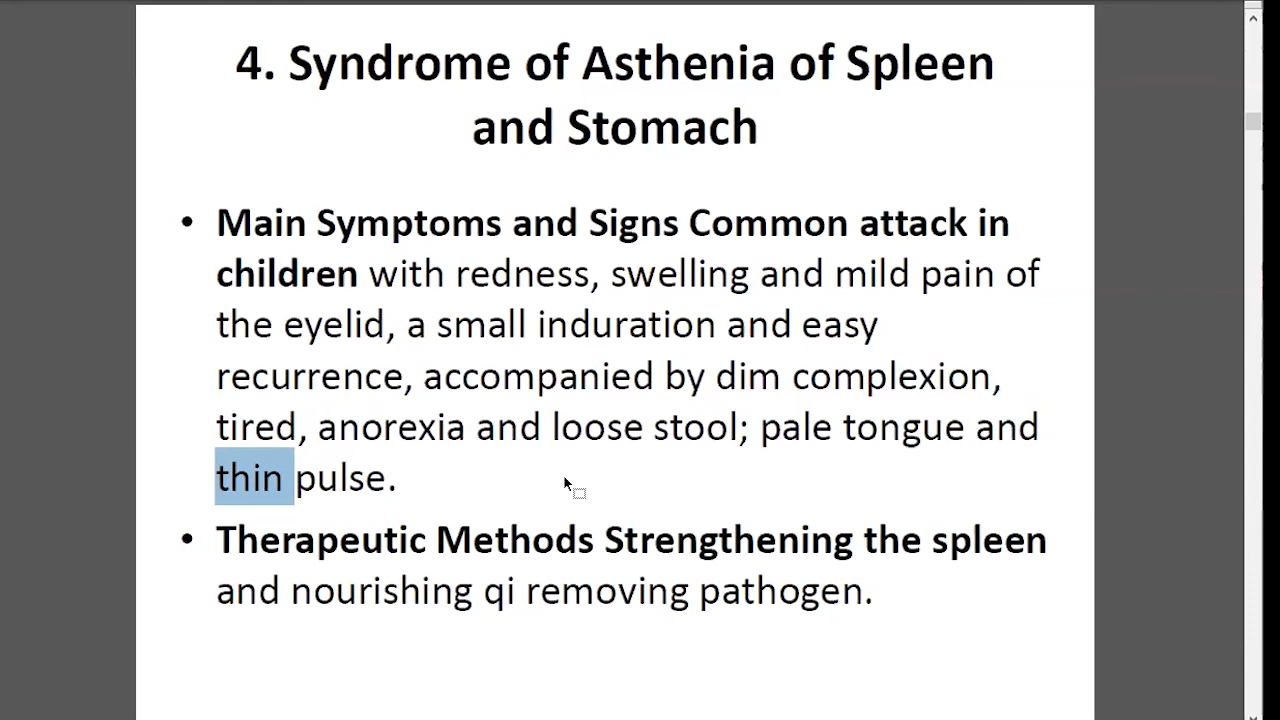 4. Syndrome of Asthenia of Spleen
and Stomach
• Main Symptoms and Signs Common attack in
children with redness, swelling and mild pain of
the eyelid, a small induration and easy
recurrence, accompanied by dim complexion,
tired, anorexia and loose stool; pale tongue and
thin pulse.
• Therapeutic Methods Strengthening the spleen
and nourishing qi removing pathogen.